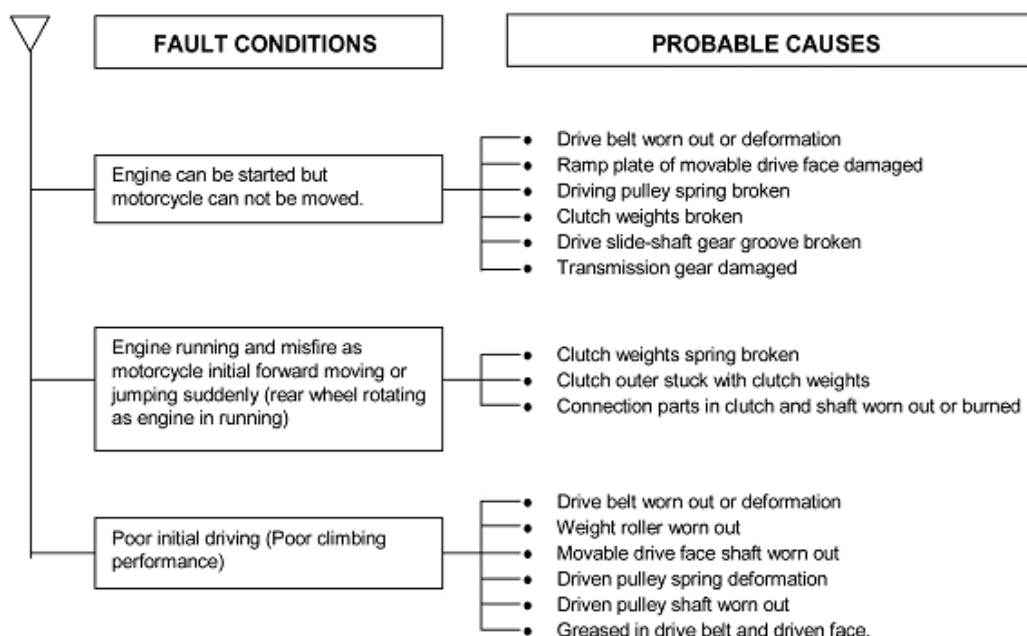 FAULT CONDITIONS
PROBABLE CAUSES
Engine can be started but
motorcycle can not be moved.
Drive belt worn out or deformation
Ramp plate of movable drive face damaged
Driving pulley spring broken
Clutch weights broken
Drive slide-shaft gear groove broken
Transmission gear damaged
Engine running and misfire as
motorcycle initial forward moving or
jumping suddenly (rear wheel rotating
as engine in running)
Clutch weights spring broken
Clutch outer stuck with clutch weights
Connection parts in clutch and shaft worn out or burned
Poor initial driving (Poor climbing
performance)
Drive belt worn out or deformation
Weight roller worn out
Movable drive face shaft worn out
Driven pulley spring deformation
Driven pulley shaft worn out
Greased in drive belt and driven face.